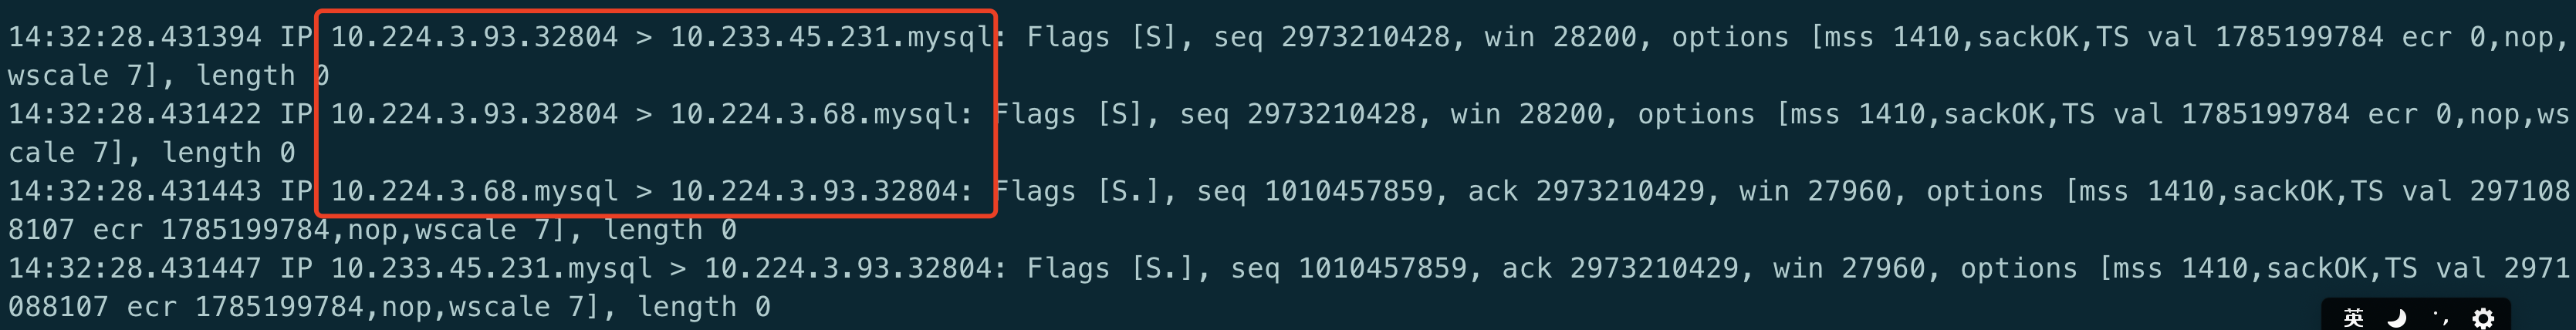 14:32:28.431394 IP 10.224.3.93.32804 > 10.233.45.231.mysql: Flags [S], seq 2973210428, win 28200, options [mss 1410,sackOK,TS val 1785199784 ecr 0,nop,
wscale 7], length 0
14:32:28.431422 IP 10.224.3.93.32804 > 10.224.3.68.mysql: Flags [S], seq 2973210428, win 28200, options [mss 1410,sackOK,TS val 1785199784 ecr 0,nop,ws
cale 7], length 0
14:32:28.431443 IP 10.224.3.68.mysql > 10.224.3.93.32804: Flags [S.], seq 1010457859, ack 2973210429, win 27960, options [mss 1410,sackOK,TS val 297108
8107 ecr 1785199784,nop,wscale 7], length 0
14:32:28.431447 IP 10.233.45.231.mysql > 10.224.3.93.32804: Flags [S.], seq 1010457859, ack 2973210429, win 27960, options [mss 1410,sackOK,TS val 2971
088107 ecr 1785199784,nop,wscale 7], length 0
英